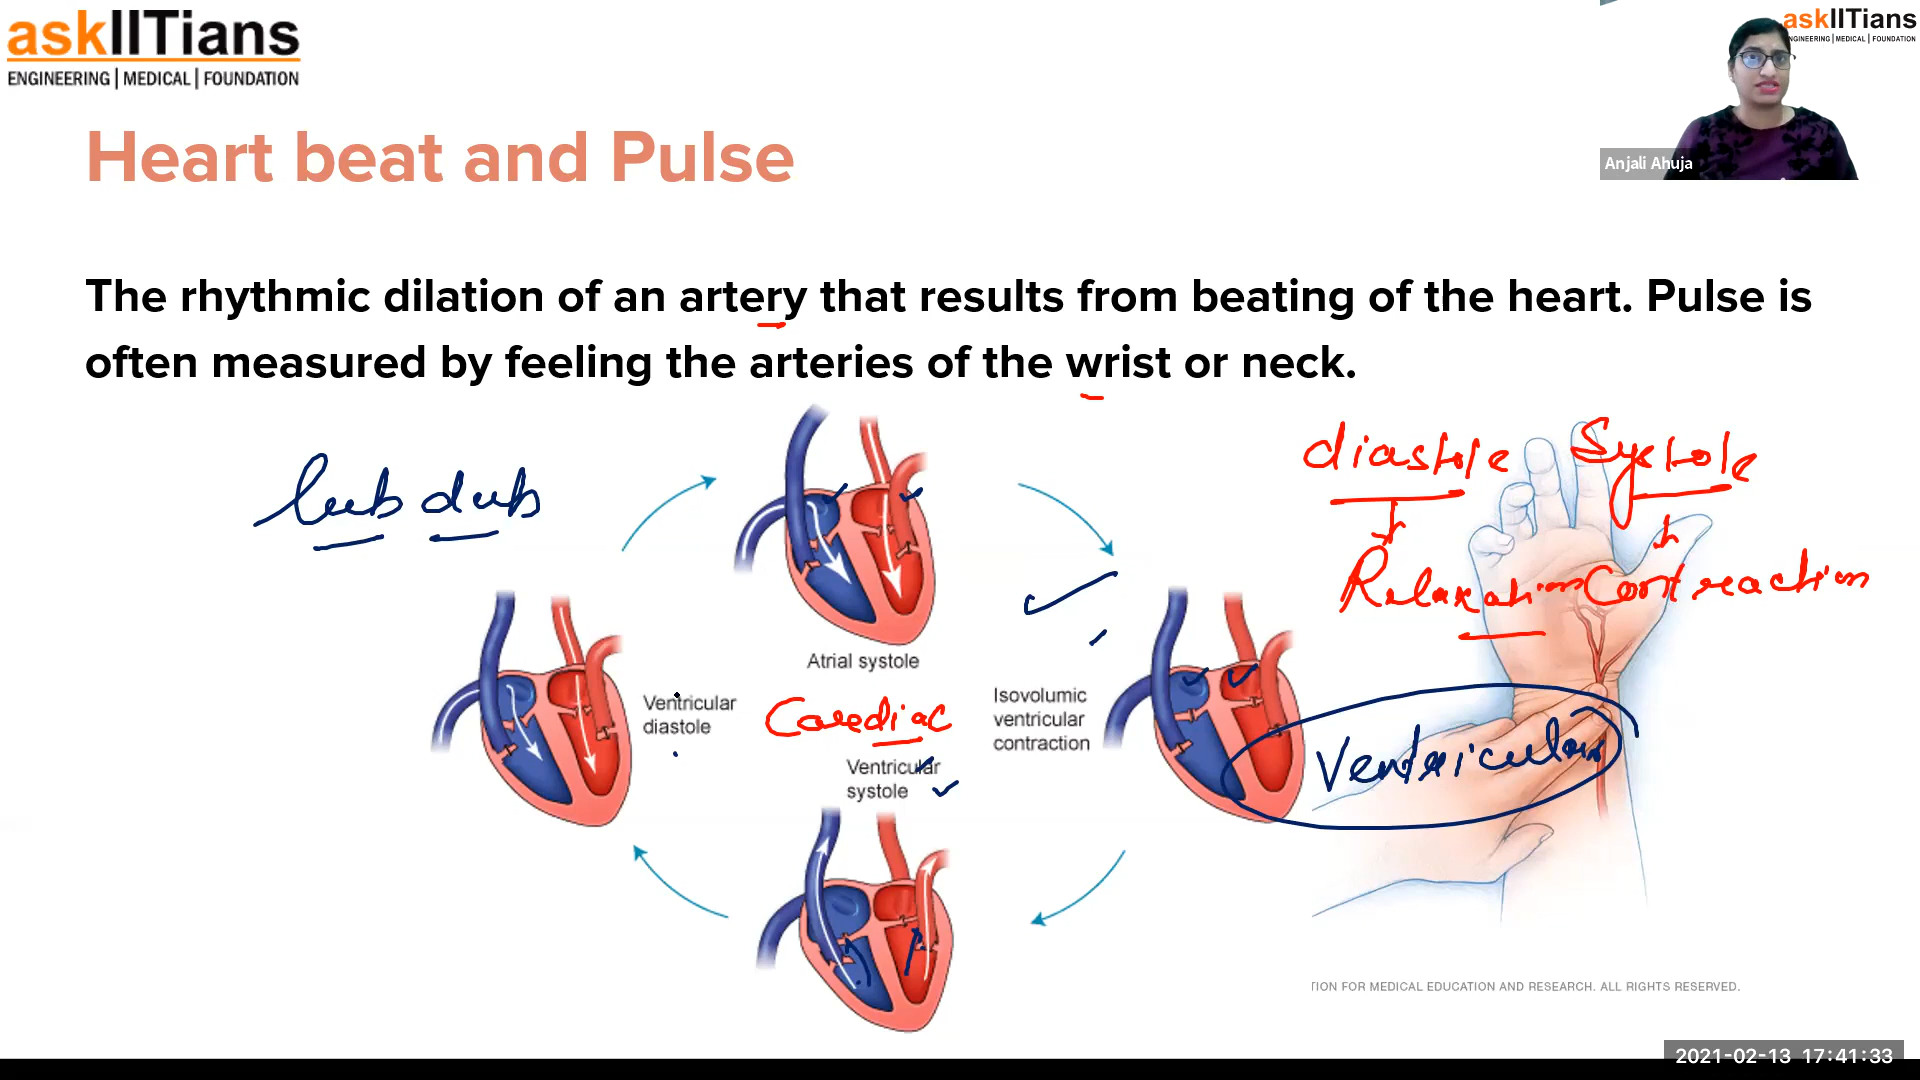 askIITians
ENGINEERING | MEDICAL | FOUNDATION
askIITians
ENGINEERING | MEDICAL | FOUNDATION
Anjali Ahuja
Heart beat and Pulse
The rhythmic dilation of an artery that results from beating of the heart. Pulse is
often measured by feeling the arteries of the wrist or neck.
lub dub
diastole Systole
Relaxation Contraction
Atrial systole
Ventricular
diastole
Cardiac
Isovolumic
ventricular
contraction
Ventricular
systole
Ventricular
TION FOR MEDICAL EDUCATION AND RESEARCH. ALL RIGHTS RESERVED.
2021-02-13 17:41:33